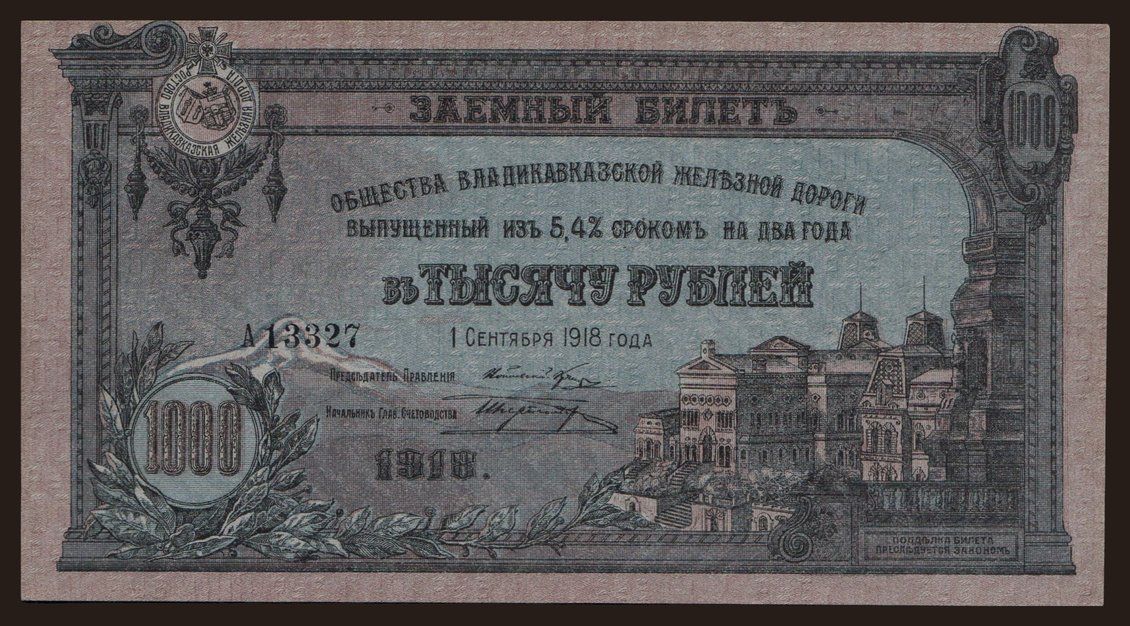 ЗАЕМНЫЙ БИЛЕТЪ
1000
ОБЩЕСТВА ВЛАДИКАВКАЗСКОЙ ЖЕЛѢЗНОЙ ДОРОГИ
ВЫПУЩЕННЫЙ ИЗЪ 5,4% СРОКОМЪ НА ДВА ГОДА
ВЪ ТЫСЯЧУ РУБЛЕЙ
А13327
1 СЕНТЯБРЯ 1918 ГОДА
ПРЕДСѢДАТЕЛЬ ПРАВЛЕНІЯ
НАЧАЛЬНИКЪ ГЛАВ. СЧЕТОВОДСТВА
1000
1918.
ПОДДѢЛКА БИЛЕТА
ПРЕСЛѢДУЕТСЯ ЗАКОНОМЪ